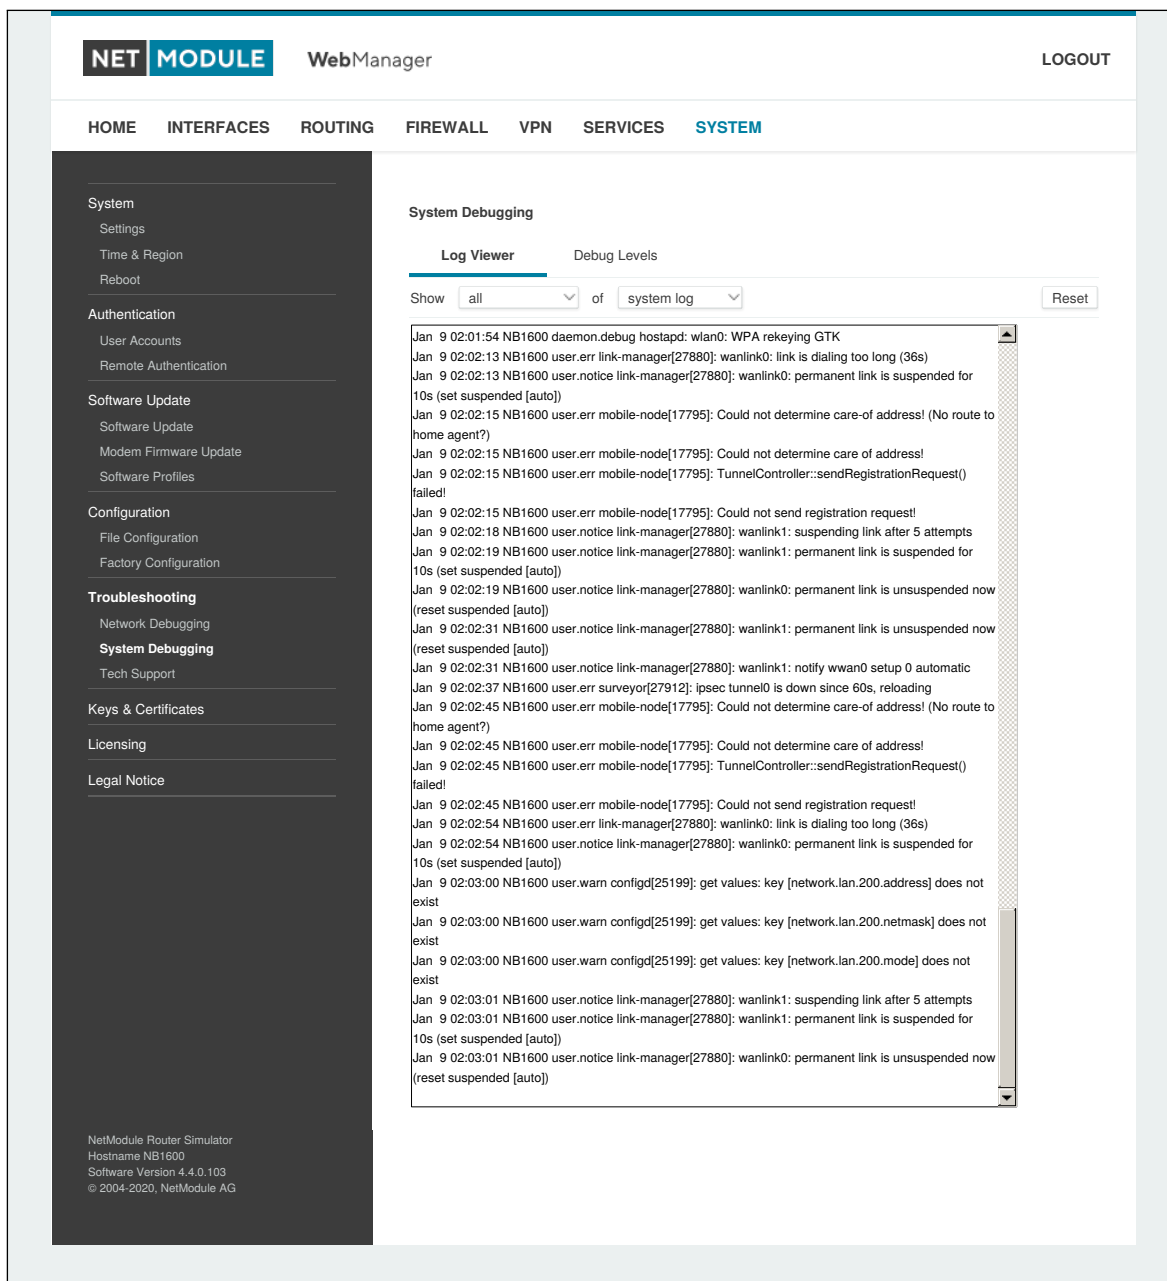 NET MODULE WebManager LOGOUT
HOME INTERFACES ROUTING FIREWALL VPN SERVICES SYSTEM
System
Settings
Time & Region
Reboot
Authentication
User Accounts
Remote Authentication
Software Update
Software Update
Modem Firmware Update
Software Profiles
Configuration
File Configuration
Factory Configuration
Troubleshooting
Network Debugging
System Debugging
Tech Support
Keys & Certificates
Licensing
Legal Notice
NetModule Router Simulator
Hostname NB1600
Software Version 4.4.0.103
© 2004-2020, NetModule AG
System Debugging
Log Viewer Debug Levels
Show all of system log Reset
Jan 9 02:01:54 NB1600 daemon.debug hostapd: wlan0: WPA rekeying GTK
Jan 9 02:02:13 NB1600 user.err link-manager[27880]: wanlink0: link is dialing too long (36s)
Jan 9 02:02:13 NB1600 user.notice link-manager[27880]: wanlink0: permanent link is suspended for
10s (set suspended [auto])
Jan 9 02:02:15 NB1600 user.err mobile-node[17795]: Could not determine care-of address! (No route to
home agent?)
Jan 9 02:02:15 NB1600 user.err mobile-node[17795]: Could not determine care of address!
Jan 9 02:02:15 NB1600 user.err mobile-node[17795]: TunnelController::sendRegistrationRequest()
failed!
Jan 9 02:02:15 NB1600 user.err mobile-node[17795]: Could not send registration request!
Jan 9 02:02:18 NB1600 user.notice link-manager[27880]: wanlink1: suspending link after 5 attempts
Jan 9 02:02:19 NB1600 user.notice link-manager[27880]: wanlink1: permanent link is suspended for
10s (set suspended [auto])
Jan 9 02:02:19 NB1600 user.notice link-manager[27880]: wanlink0: permanent link is unsuspended now
(reset suspended [auto])
Jan 9 02:02:31 NB1600 user.notice link-manager[27880]: wanlink1: permanent link is unsuspended now
(reset suspended [auto])
Jan 9 02:02:31 NB1600 user.notice link-manager[27880]: wanlink1: notify wwan0 setup 0 automatic
Jan 9 02:02:37 NB1600 user.err surveyor[27912]: ipsec tunnel0 is down since 60s, reloading
Jan 9 02:02:45 NB1600 user.err mobile-node[17795]: Could not determine care-of address! (No route to
home agent?)
Jan 9 02:02:45 NB1600 user.err mobile-node[17795]: Could not determine care of address!
Jan 9 02:02:45 NB1600 user.err mobile-node[17795]: TunnelController::sendRegistrationRequest()
failed!
Jan 9 02:02:45 NB1600 user.err mobile-node[17795]: Could not send registration request!
Jan 9 02:02:54 NB1600 user.err link-manager[27880]: wanlink0: link is dialing too long (36s)
Jan 9 02:02:54 NB1600 user.notice link-manager[27880]: wanlink0: permanent link is suspended for
10s (set suspended [auto])
Jan 9 02:03:00 NB1600 user.warn configd[25199]: get values: key [network.lan.200.address] does not
exist
Jan 9 02:03:00 NB1600 user.warn configd[25199]: get values: key [network.lan.200.netmask] does not
exist
Jan 9 02:03:00 NB1600 user.warn configd[25199]: get values: key [network.lan.200.mode] does not
exist
Jan 9 02:03:01 NB1600 user.notice link-manager[27880]: wanlink1: suspending link after 5 attempts
Jan 9 02:03:01 NB1600 user.notice link-manager[27880]: wanlink1: permanent link is suspended for
10s (set suspended [auto])
Jan 9 02:03:01 NB1600 user.notice link-manager[27880]: wanlink0: permanent link is unsuspended now
(reset suspended [auto])